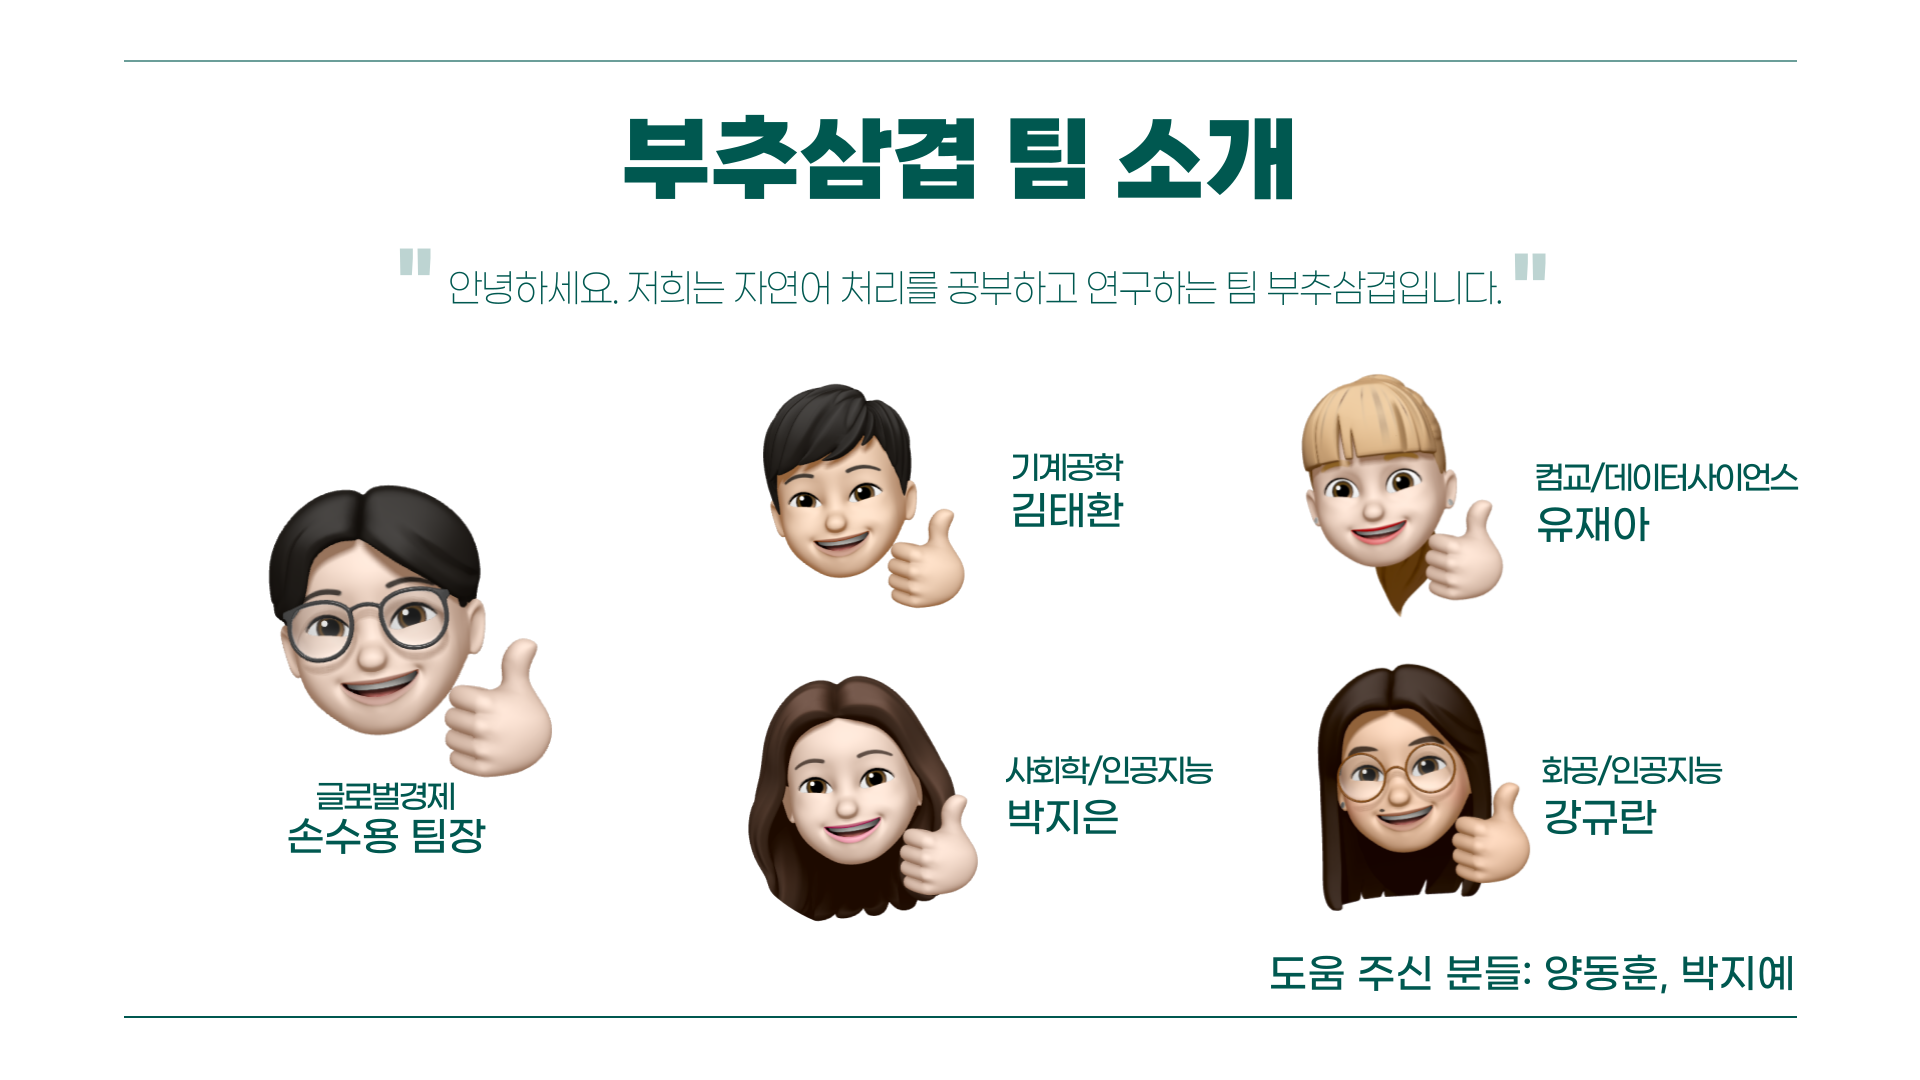 부추삼겹 팀 소개
" 안녕하세요. 저희는 자연어 처리를 공부하고 연구하는 팀 부추삼겹입니다. "
글로벌경제
손수용 팀장
기계공학
김태환
컴교/데이터사이언스
유재아
사회학/인공지능
박지은
화공/인공지능
강규란
도움 주신 분들: 양동훈, 박지예